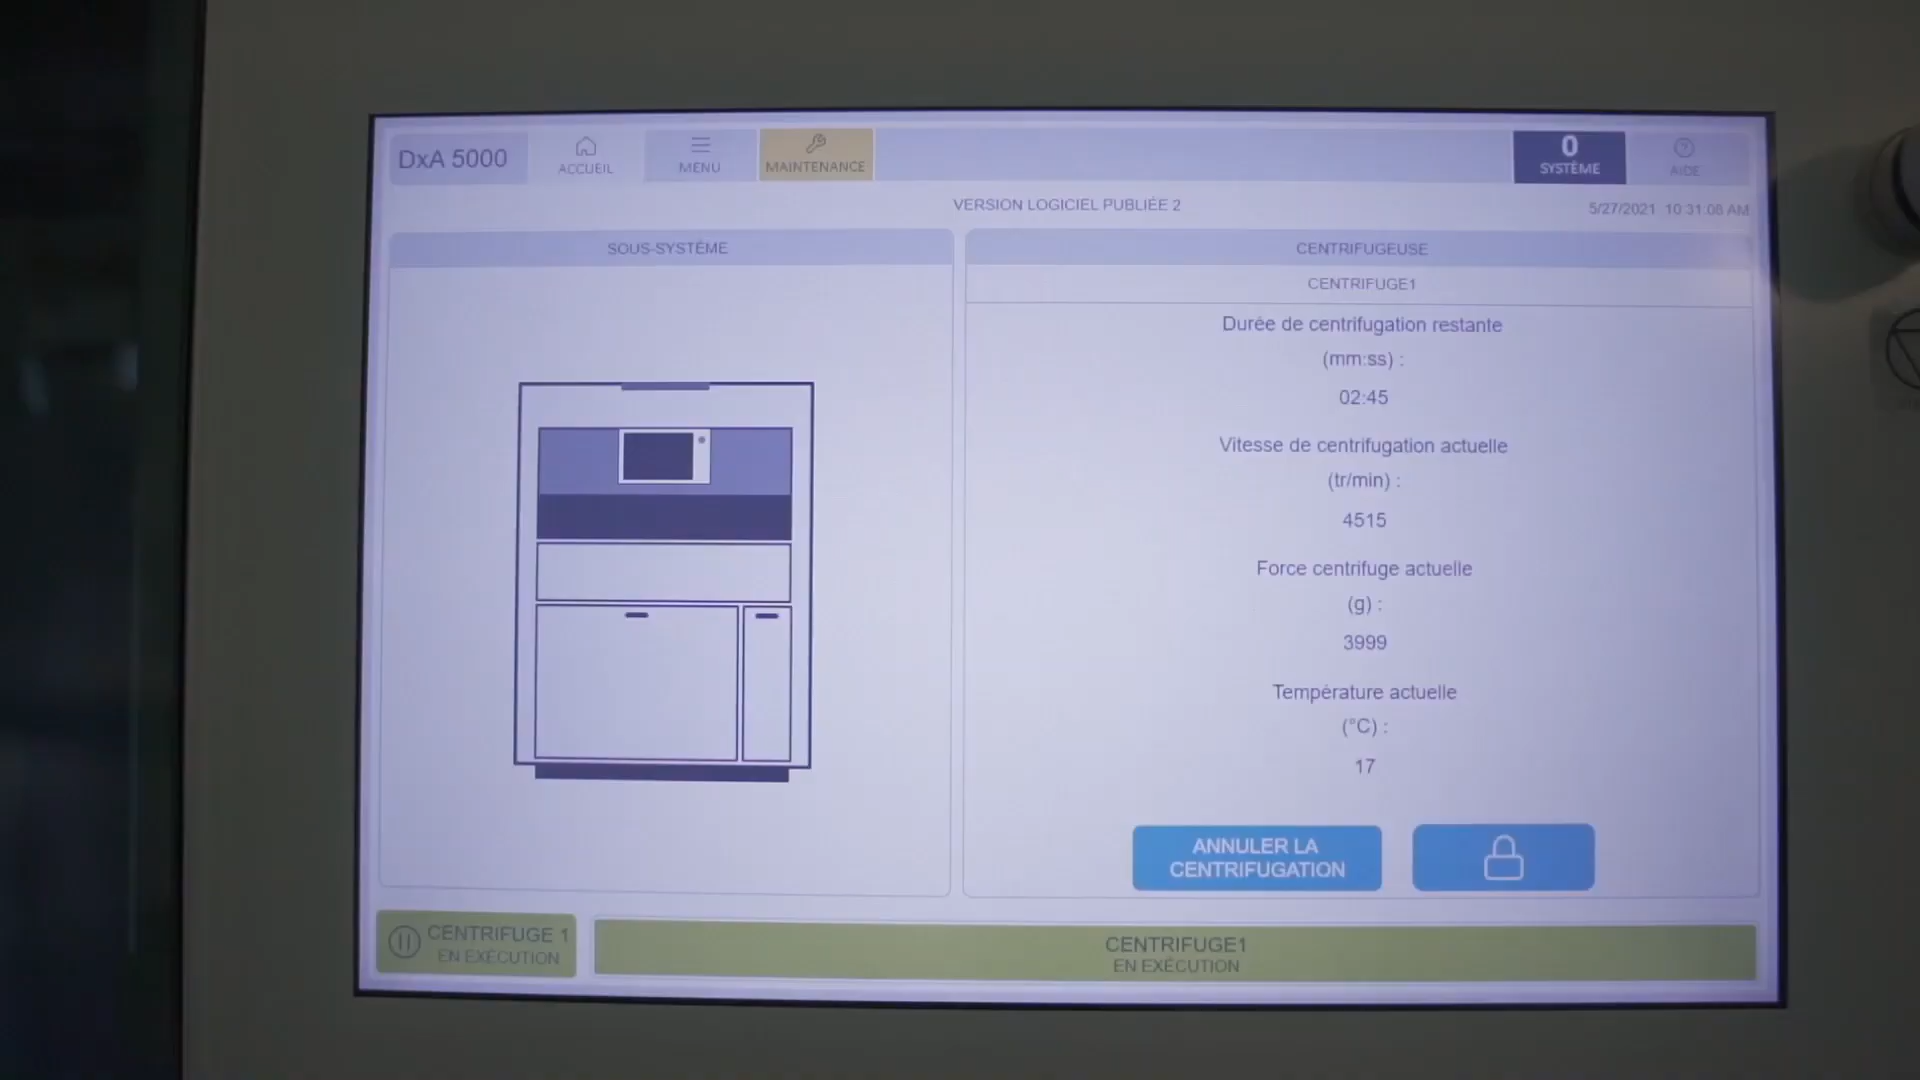 DxA 5000
ACCUEIL
MENU
MAINTENANCE
0
SYSTÈME
AIDE
VERSION LOGICIEL PUBLIÉE 2
5/27/2021 10:31:08 AM
SOUS-SYSTÈME
CENTRIFUGEUSE
CENTRIFUGE1
Durée de centrifugation restante
(mm:ss) :
02:45
Vitesse de centrifugation actuelle
(tr/min) :
4515
Force centrifuge actuelle
(g) :
3999
Température actuelle
(°C) :
17
ANNULER LA
CENTRIFUGATION
CENTRIFUGE 1
EN EXÉCUTION
CENTRIFUGE1
EN EXÉCUTION